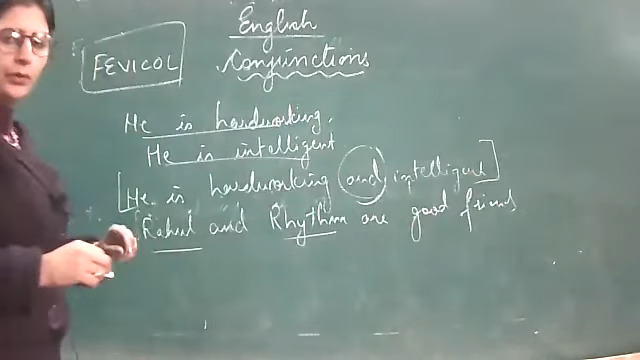 English
FEVICOL
Conjunctions
He is hardworking.
He is intelligent
[He is hardworking and intelligent]
Rahul and Rhythm are good friends